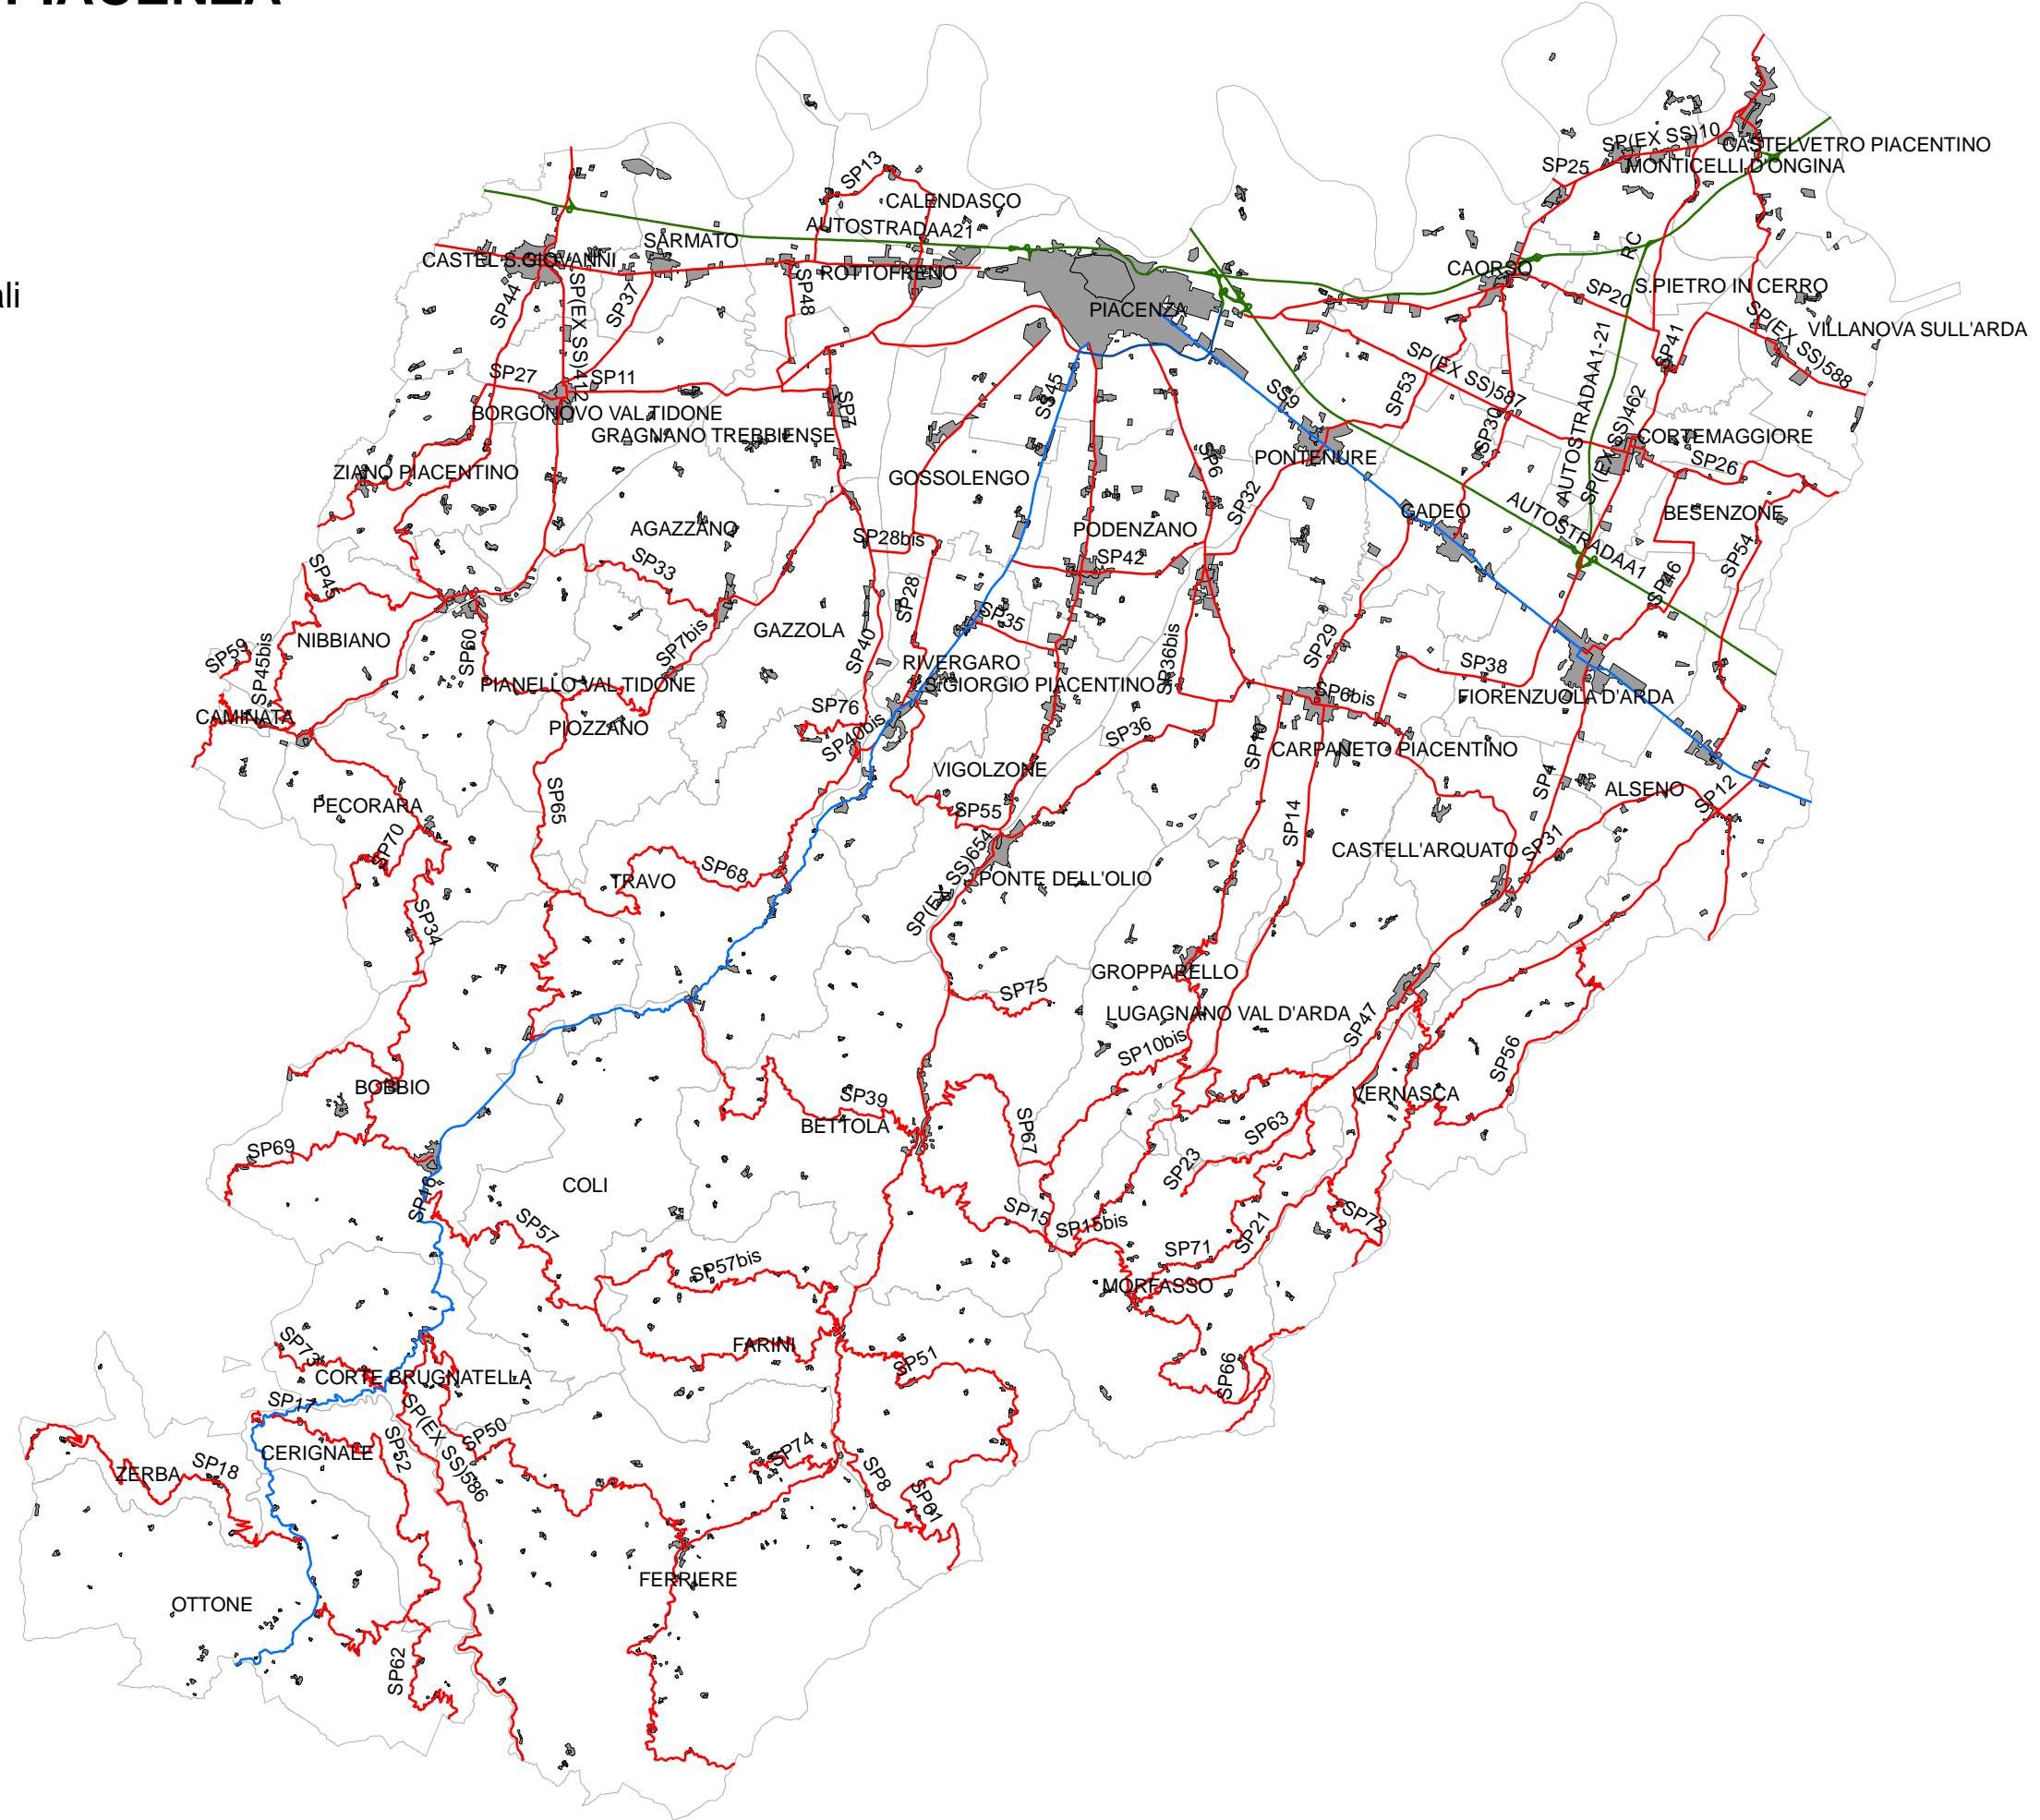 PIACENZA
ali
SP(EX SS)10
CASTELVETRO PIACENTINO
SP25
MONTICELLI D'ONGINA
SP13
CALENDASCO
AUTOSTRADAA21
SARMATO
CASTEL S.GIOVANNI
ROTTOFRENO
RC
CAORSO
S.PIETRO IN CERRO
SP44
SP(EX SS)412
SP37
SP48
PIACENZA
SP20
SP(EX SS)588
VILLANOVA SULL'ARDA
SP41
AUTOSTRADAA1-21
SP(EX SS)587
SP27
SP11
SS45
SS9
SP53
SP7
BORGONOVO VAL TIDONE
GRAGNANO TREBBIENSE
SP30
SP(EX SS)462
CORTEMAGGIORE
PONTENURE
SP6
SP26
ZIANO PIACENTINO
GOSSOLENGO
SP32
CADEO
AUTOSTRADAA1
BESENZONE
AGAZZANO
PODENZANO
SP28bis
SP42
SP54
SP33
SP45
SP46
SP28
SP35
GAZZOLA
NIBBIANO
SP60
SP7bis
SP40
SP59
SP45bis
SP36bis
SP29
RIVERGARO
SP38
PIANELLO VAL TIDONE
S.GIORGIO PIACENTINO
SP6bis
FIORENZUOLA D'ARDA
CAMINATA
SP76
PIOZZANO
SP40bis
SP36
SP10
CARPANETO PIACENTINO
VIGOLZONE
SP4
ALSENO
SP12
PECORARA
SP65
SP55
SP14
SP70
SP(EX SS)654
CASTELL'ARQUATO
SP31
TRAVO
SP68
PONTE DELL'OLIO
SP34
GROPPARELLO
SP75
LUGAGNANO VAL D'ARDA
SP47
SP10bis
SP56
BOBBIO
SP39
VERNASCA
BETTOLA
SP67
SP63
SP69
SP23
COLI
SP16
SP57
SP15
SP15bis
SP72
SP21
SP71
SP57bis
MORFASSO
SP73
FARINI
SP51
SP66
CORTE BRUGNATELLA
SP17
SP(EX SS)586
SP50
SP52
CERIGNALE
SP74
ZERBA
SP18
SP8
SP61
FERRIERE
OTTONE
SP62